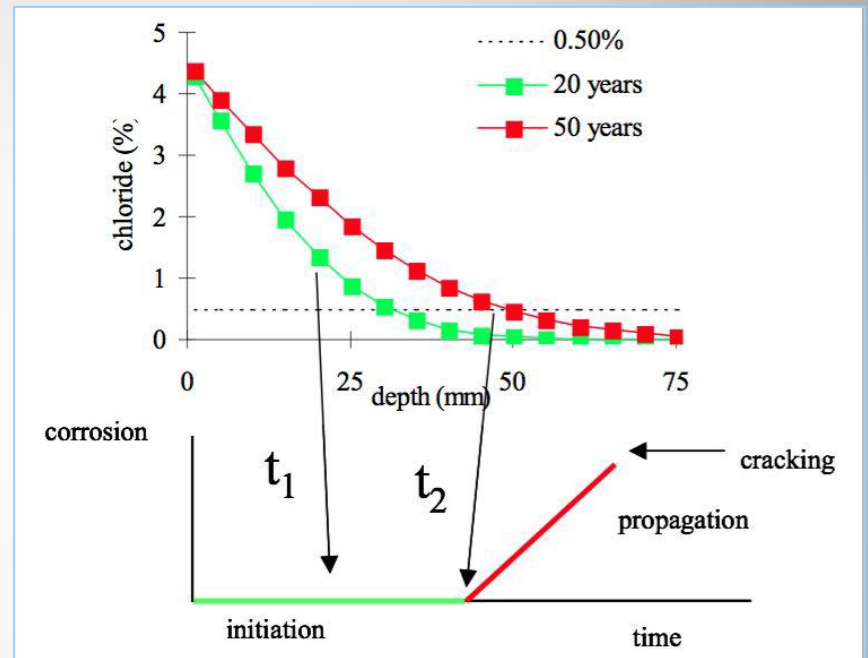 5
4
3
2
1
0
chloride (%)
0.50%
20 years
50 years
0 25 50 75
depth (mm)
corrosion
t1
t2
cracking
propagation
initiation
time